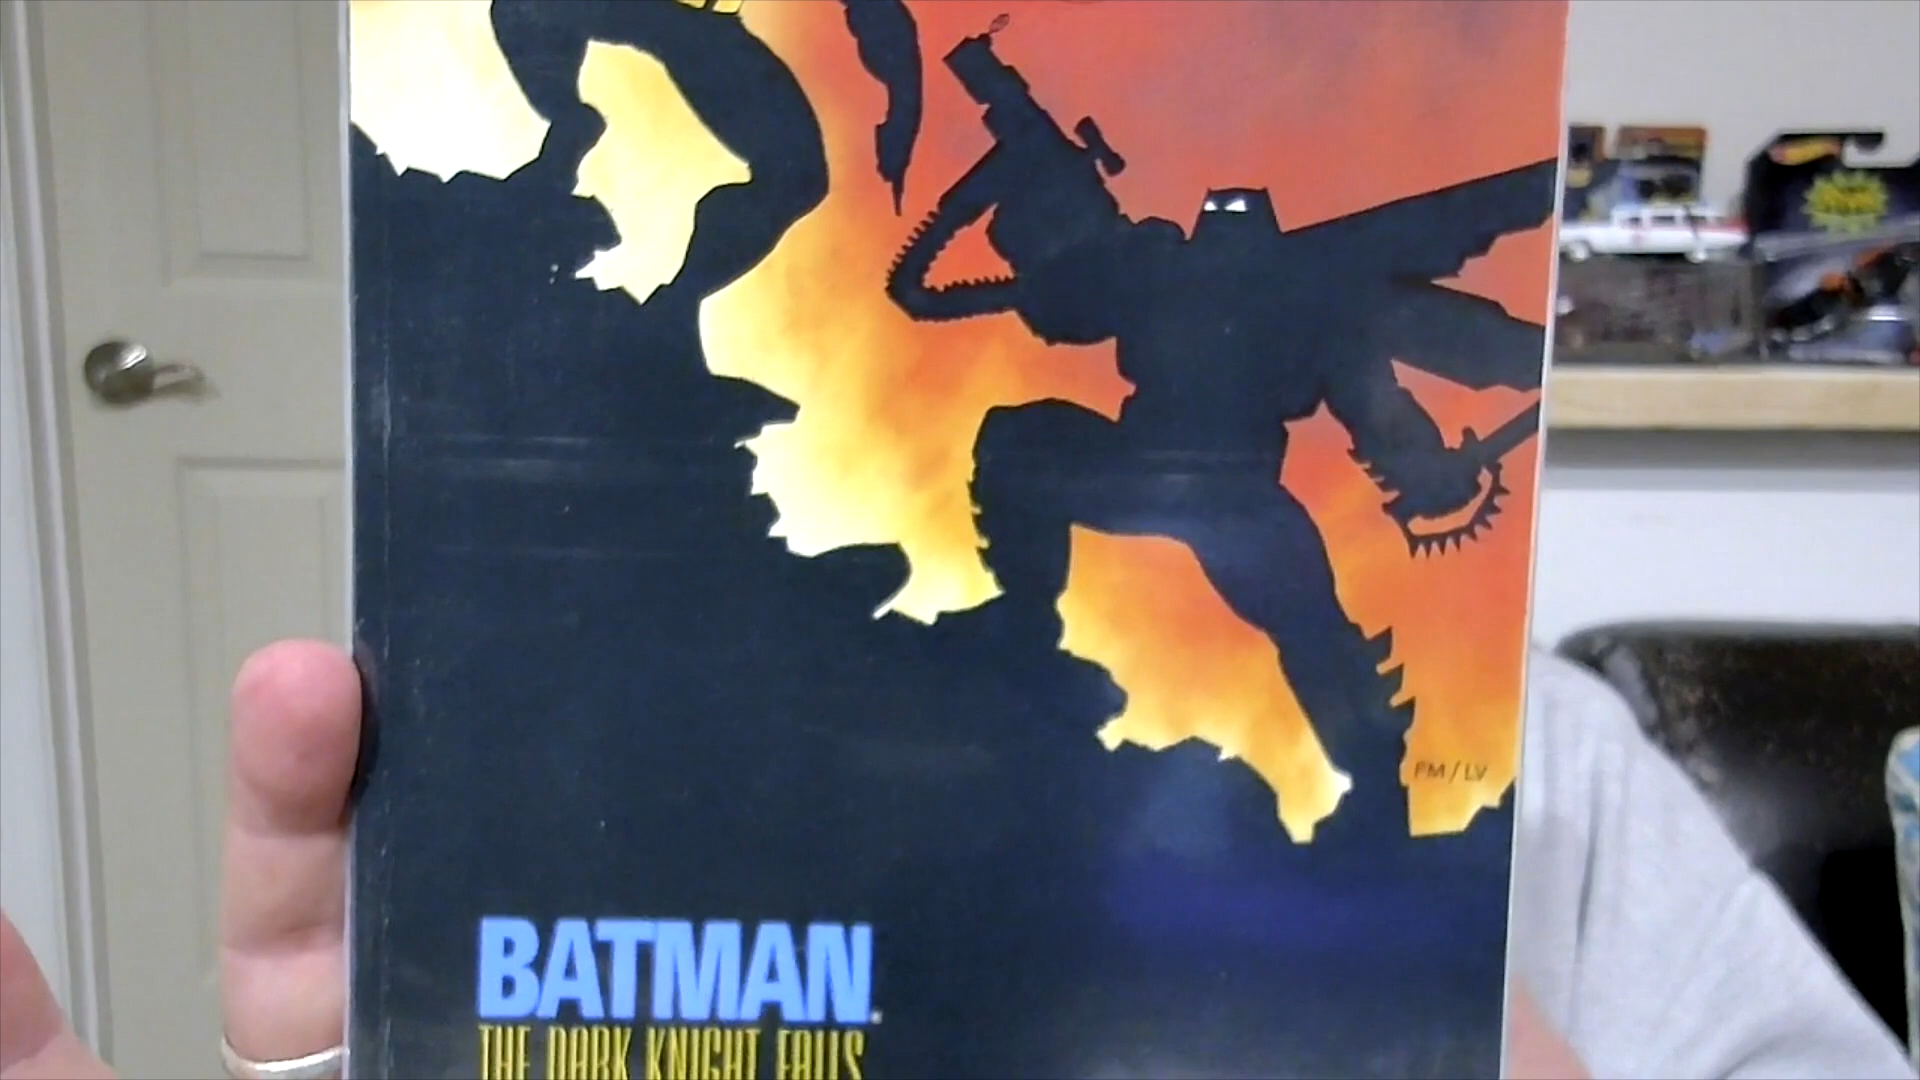 FM/LV
BATMAN
THE DARK KNIGHT FALLS